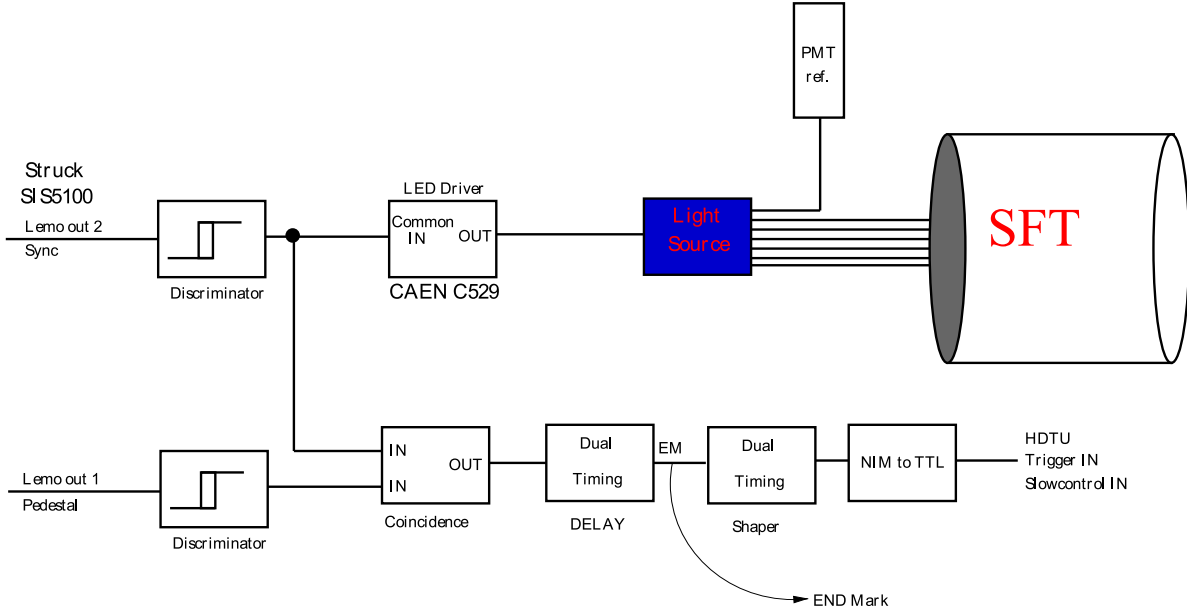 PMT
ref.
Struck
SIS5100
Lemo out 2
Sync
Discriminator
LED Driver
Common
IN
OUT
CAEN C529
Light
Source
SFT
Lemo out 1
Pedestal
Discriminator
IN
IN
OUT
Coincidence
Dual
Timing
DELAY
EM
Dual
Timing
Shaper
NIM to TTL
HDTU
Trigger IN
Slowcontrol IN
END Mark